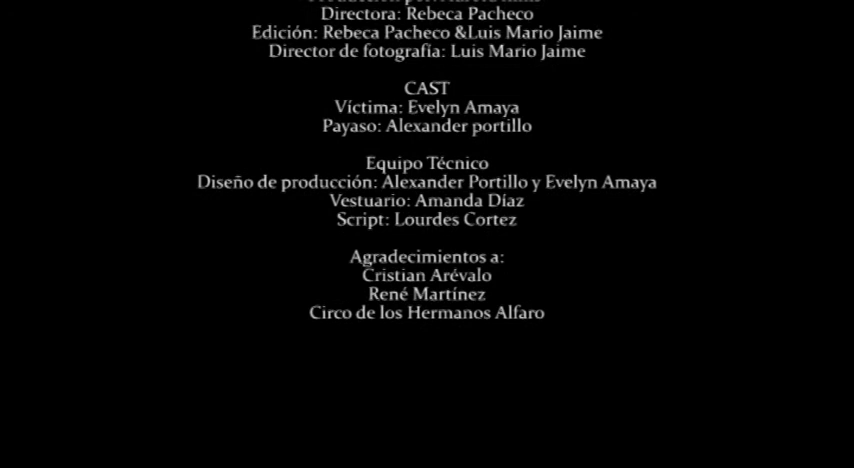 Directora: Rebeca Pacheco
Edición: Rebeca Pacheco &Luis Mario Jaime
Director de fotografía: Luis Mario Jaime
CAST
Víctima: Evelyn Amaya
Payaso: Alexander portillo
Equipo Técnico
Diseño de producción: Alexander Portillo y Evelyn Amaya
Vestuario: Amanda Díaz
Script: Lourdes Cortez
Agradecimientos a:
Cristian Arévalo
René Martínez
Circo de los Hermanos Alfaro